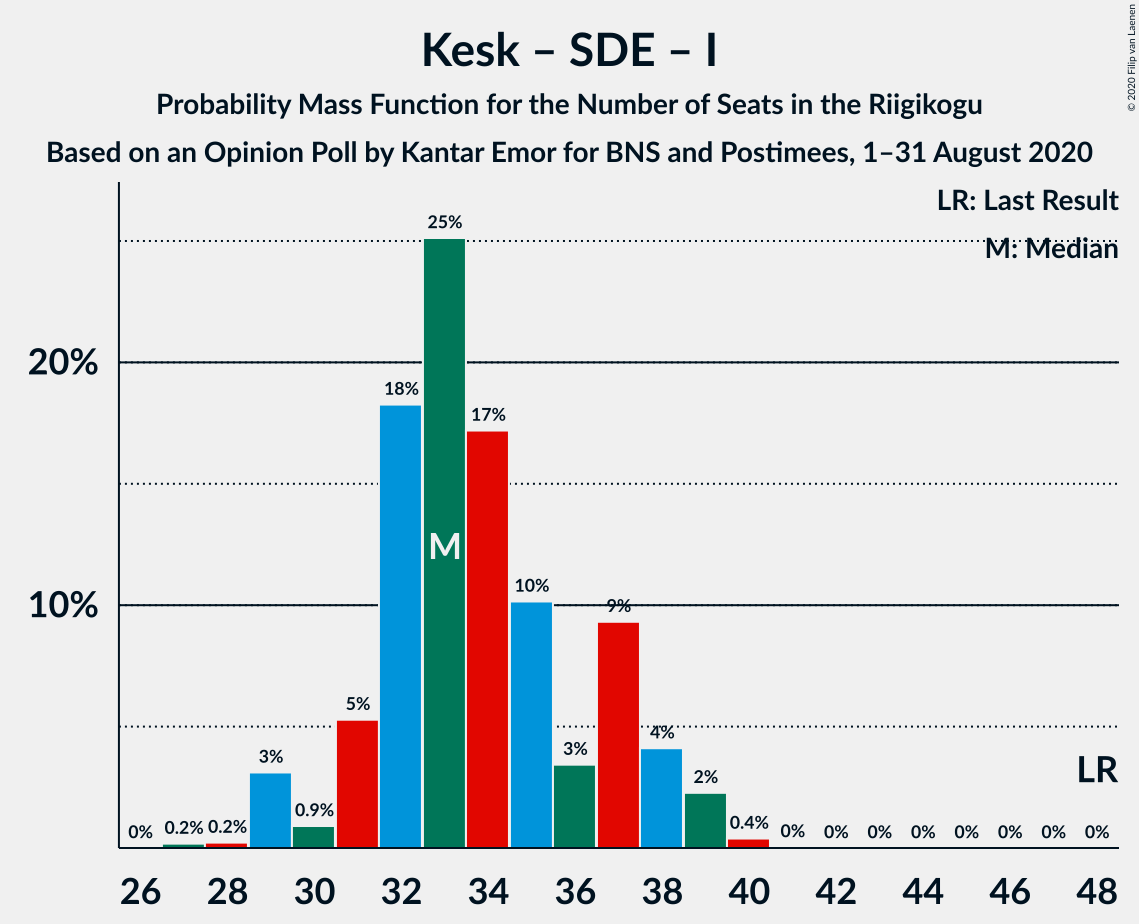 Kesk – SDE – I
Probability Mass Function for the Number of Seats in the Riigikogu
Based on an Opinion Poll by Kantar Emor for BNS and Postimees, 1–31 August 2020
© 2020 Filip van Laenen
LR: Last Result
M: Median
20%
10%
0% 0.2% 0.2% 3% 0.9% 5% 18% 25% 17% 10% 3% 9% 4% 2% 0.4% 0% 0% 0% 0% 0% 0% 0% 0%
M
LR
26 28 30 32 34 36 38 40 42 44 46 48